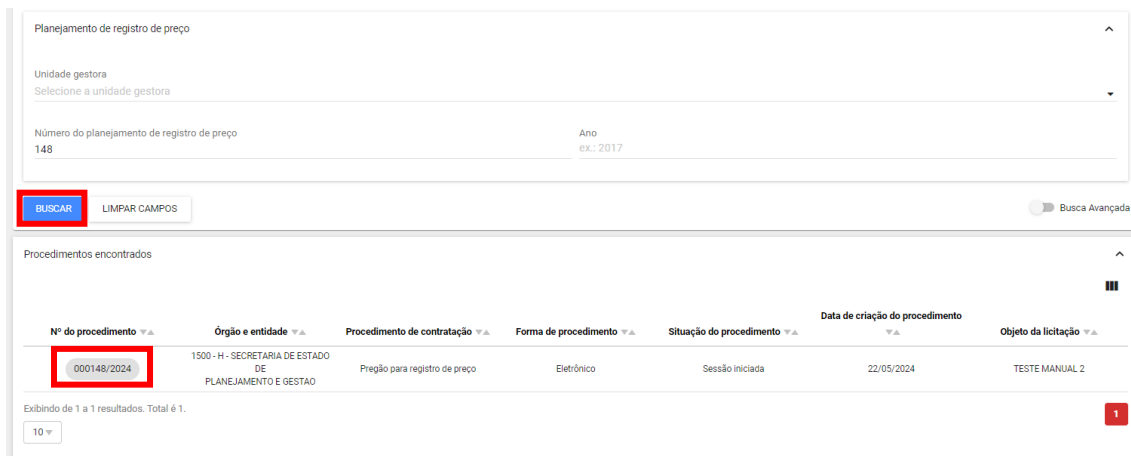 Planejamento de registro de preço
Unidade gestora
Selecione a unidade gestora
Número do planejamento de registro de preço
Ano
148
ex.: 2017
BUSCAR
LIMPAR CAMPOS
Busca Avançada
Procedimentos encontrados
Nº do procedimento
Órgão e entidade
Procedimento de contratação
Forma de procedimento
Situação do procedimento
Data de criação do procedimento
Objeto da licitação
000148/2024
1500 - H - SECRETARIA DE ESTADO
DE
PLANEJAMENTO E GESTAO
Pregão para registro de preço
Eletrônico
Sessão iniciada
22/05/2024
TESTE MANUAL 2
Exibindo de 1 a 1 resultados. Total é 1.
1
10